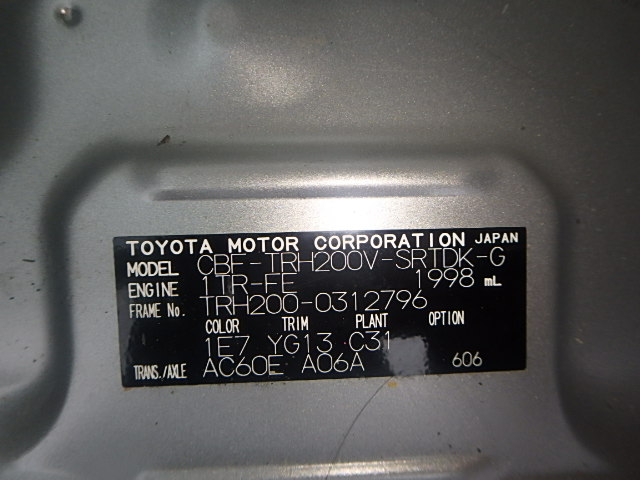 TOYOTA MOTOR CORPORATION JAPAN
MODEL CBF-TRH200V-SRTDK-G
ENGINE 1TR-FE 1998 mL
FRAME No. TRH200-0312796
COLOR TRIM PLANT OPTION
1E7 YG13 C31
TRANS./AXLE AC60E A06A 606